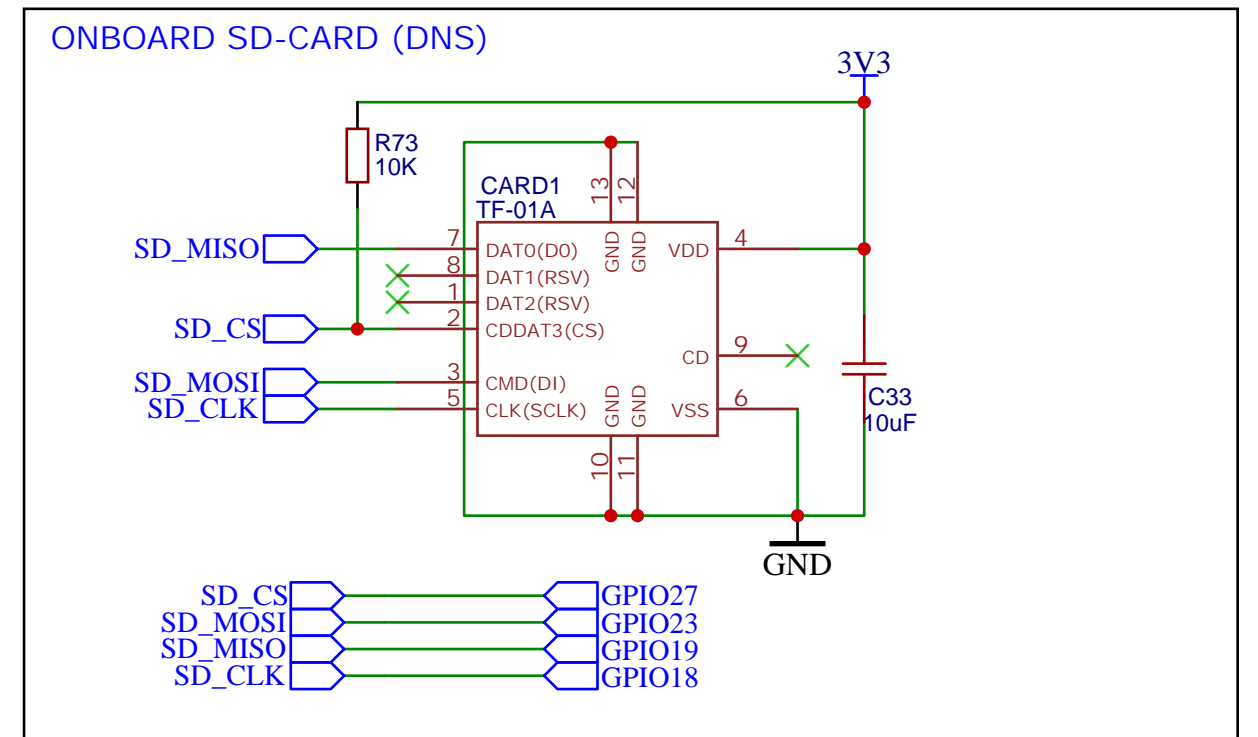 ONBOARD SD-CARD (DNS)
3V3
R73
10K
CARD1
TF-01A
13
12
GND
GND
SD_MISO
7
DAT0(D0)
VDD
4
8
DAT1(RSV)
1
DAT2(RSV)
SD_CS
2
CDDAT3(CS)
CD
9
SD_MOSI
3
CMD(DI)
SD_CLK
5
CLK(SCLK)
GND
GND
VSS
6
C33
10uF
10
11
GND
SD_CS
GPIO27
SD_MOSI
GPIO23
SD_MISO
GPIO19
SD_CLK
GPIO18